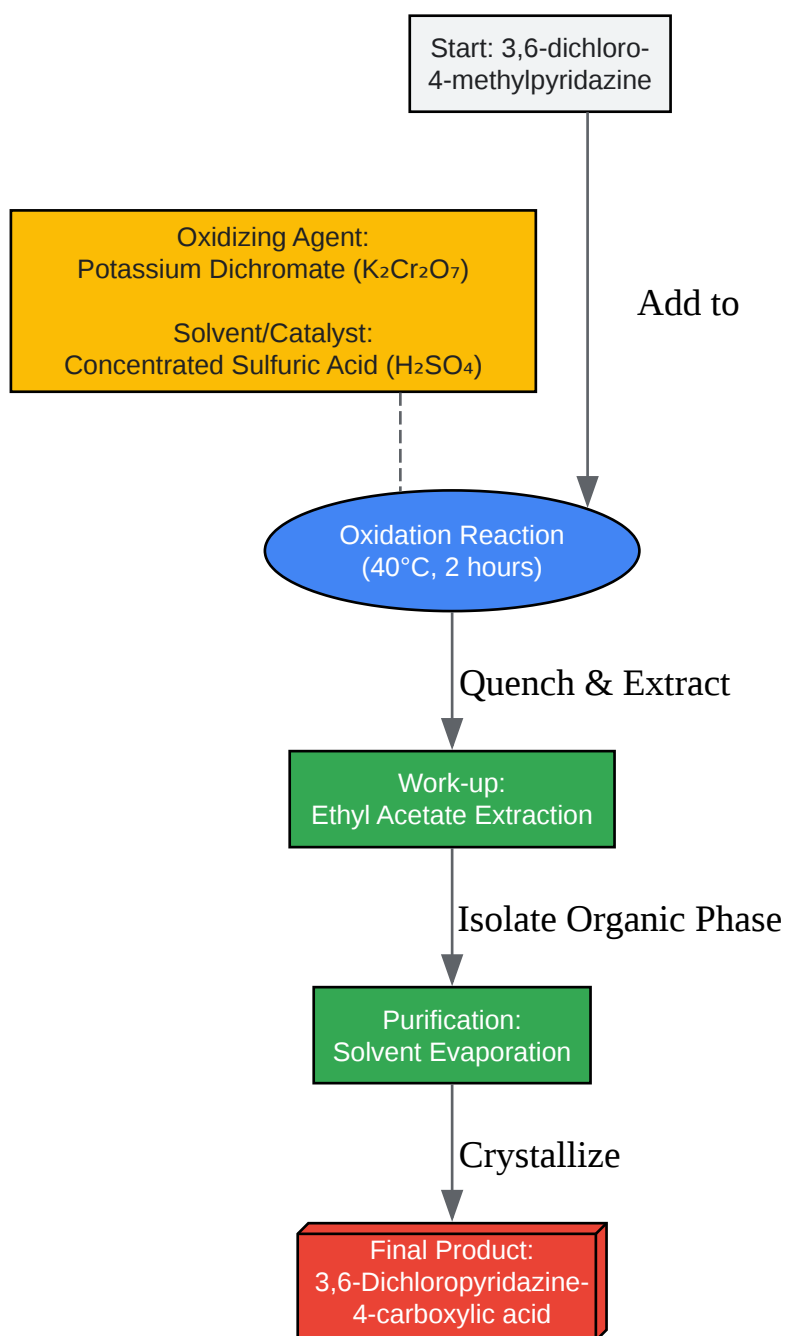 Start: 3,6-dichloro-
4-methylpyridazine
Oxidizing Agent:
Potassium Dichromate (K₂Cr₂O₇)
Solvent/Catalyst:
Concentrated Sulfuric Acid (H₂SO₄)
Add to
Oxidation Reaction
(40°C, 2 hours)
Quench & Extract
Work-up:
Ethyl Acetate Extraction
Isolate Organic Phase
Purification:
Solvent Evaporation
Crystallize
Final Product:
3,6-Dichloropyridazine-
4-carboxylic acid